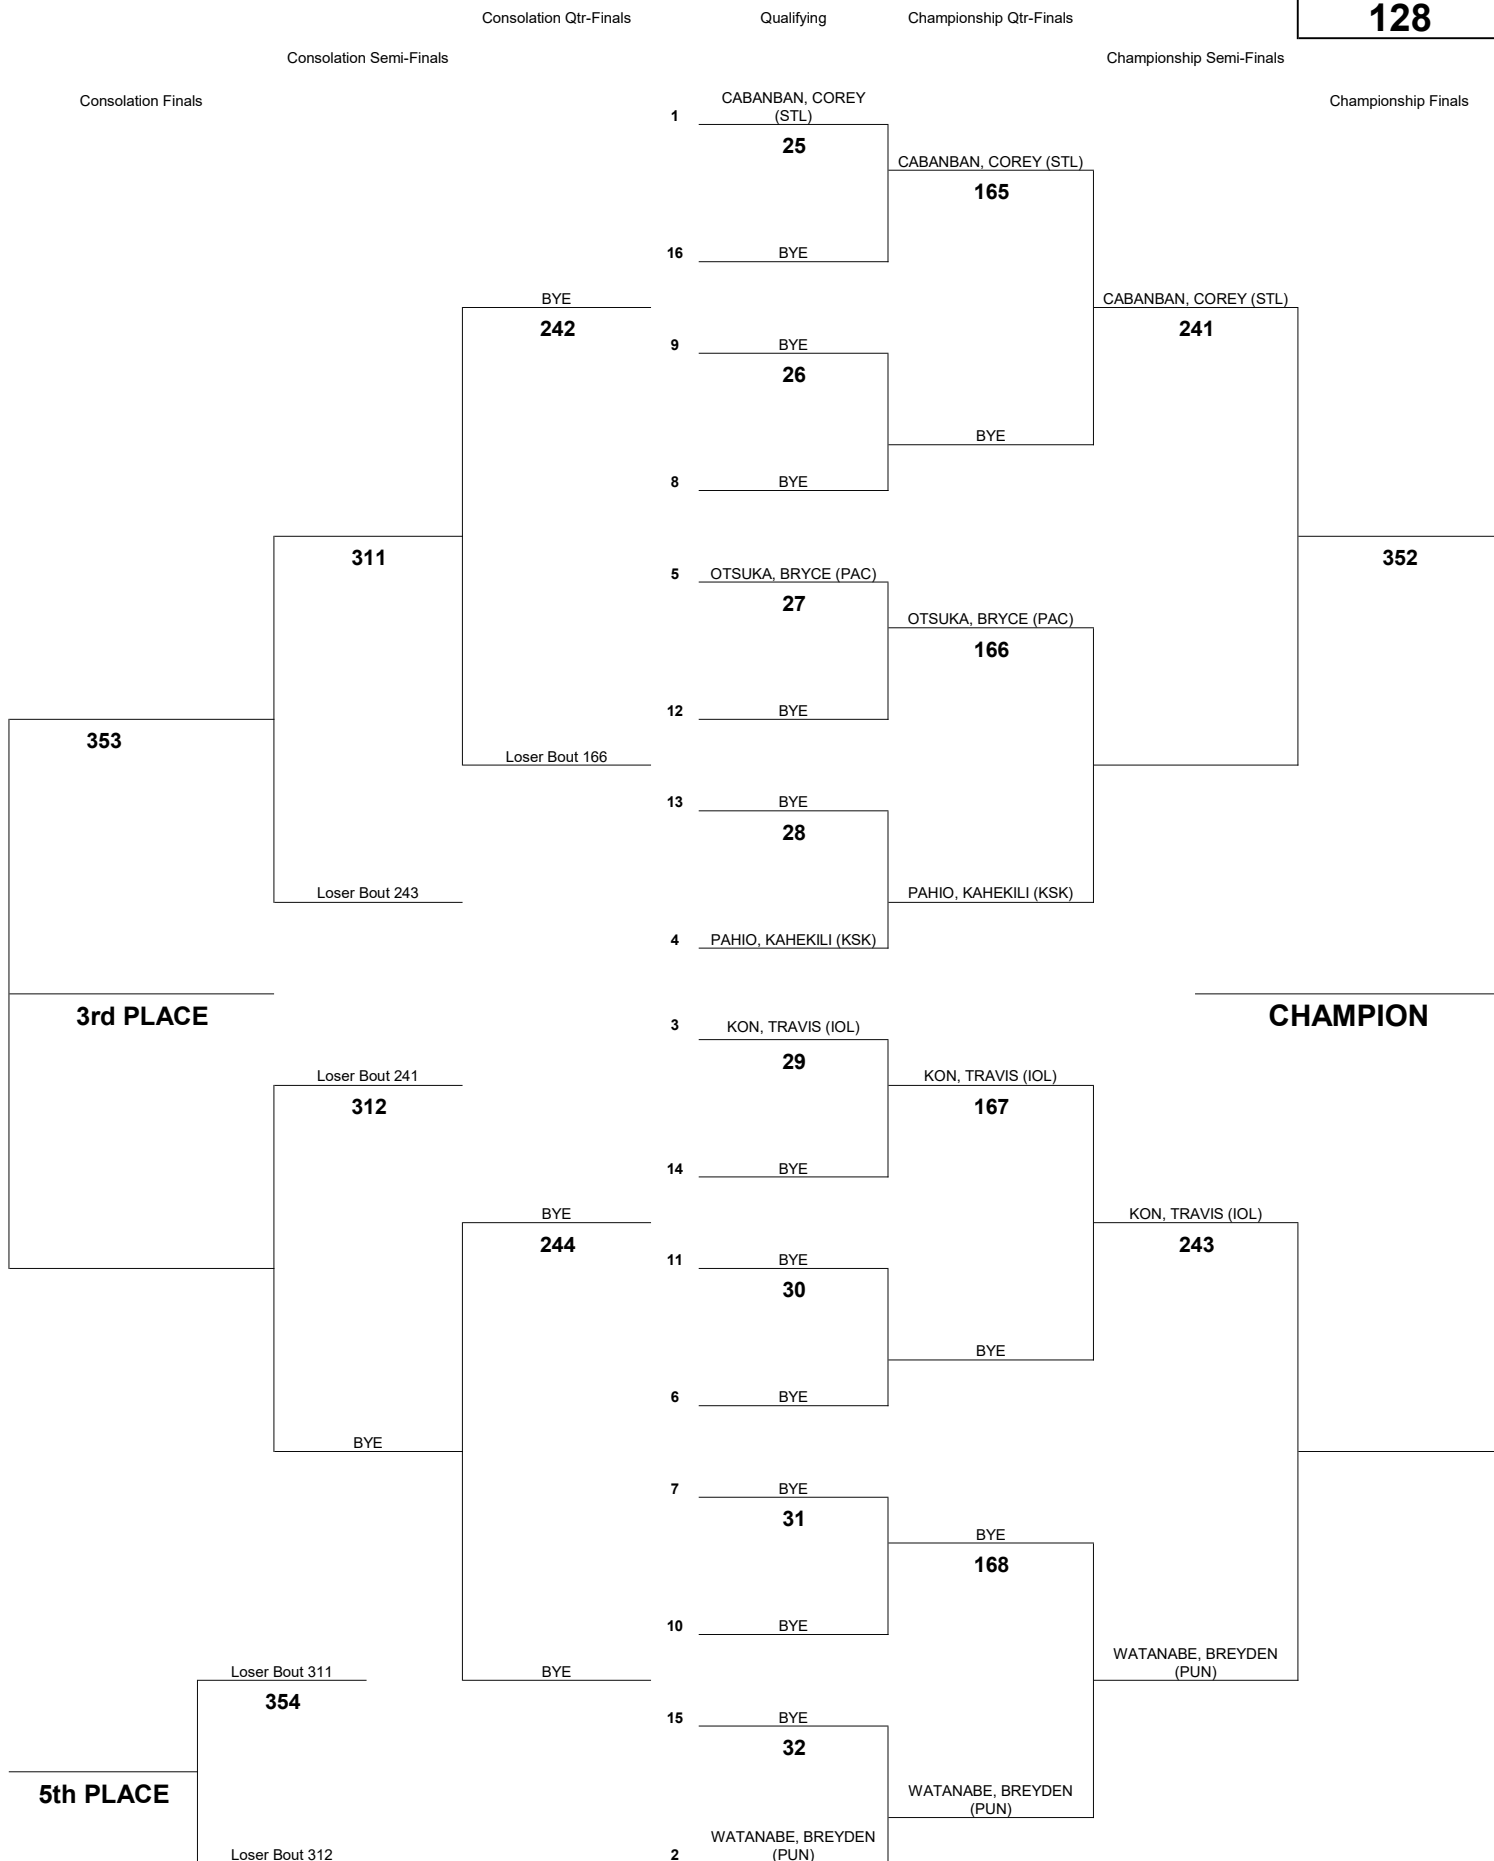 Consolation Qtr-Finals
Qualifying
Championship Qtr-Finals
128
Consolation Semi-Finals
Championship Semi-Finals
Consolation Finals
Championship Finals
CABANBAN, COREY
(STL)
1
25
CABANBAN, COREY (STL)
165
16
BYE
BYE
242
CABANBAN, COREY (STL)
241
9
BYE
26
BYE
8
BYE
311
352
5
OTSUKA, BRYCE (PAC)
27
OTSUKA, BRYCE (PAC)
166
12
BYE
353
Loser Bout 166
13
BYE
28
Loser Bout 243
PAHIO, KAHEKILI (KSK)
4
PAHIO, KAHEKILI (KSK)
3rd PLACE
CHAMPION
3
KON, TRAVIS (IOL)
29
Loser Bout 241
312
KON, TRAVIS (IOL)
167
14
BYE
BYE
244
KON, TRAVIS (IOL)
243
11
BYE
30
BYE
6
BYE
BYE
7
BYE
31
BYE
168
10
BYE
WATANABE, BREYDEN
(PUN)
Loser Bout 311
354
BYE
15
BYE
32
5th PLACE
WATANABE, BREYDEN
(PUN)
Loser Bout 312
2
WATANABE, BREYDEN
(PUN)